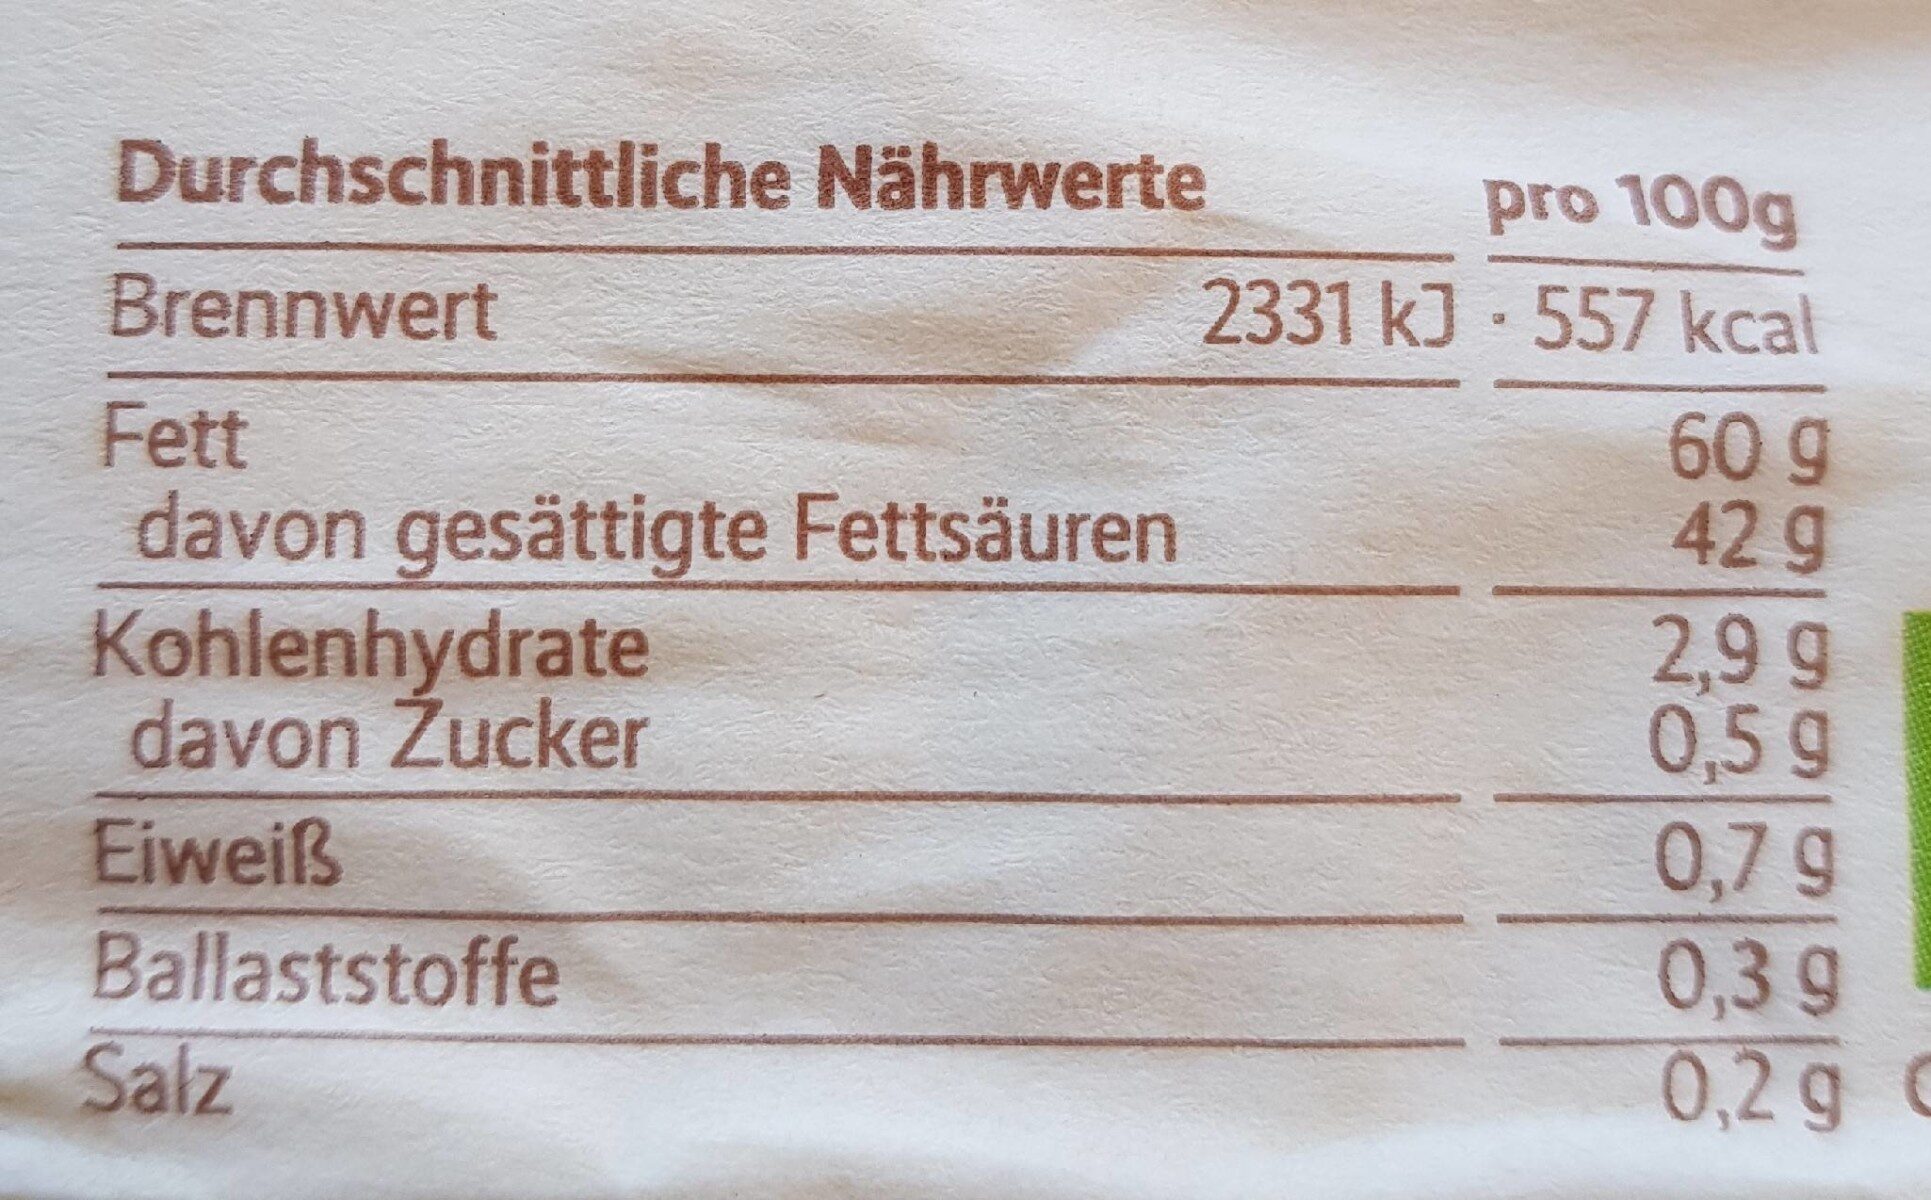 Durchschnittliche Nährwerte pro 100g
Brennwert 2331 kJ · 557 kcal
Fett 60 g
davon gesättigte Fettsäuren 42 g
Kohlenhydrate 2,9 g
davon Zucker 0,5 g
Eiweiß 0,7 g
Ballaststoffe 0,3 g
Salz 0,2 g